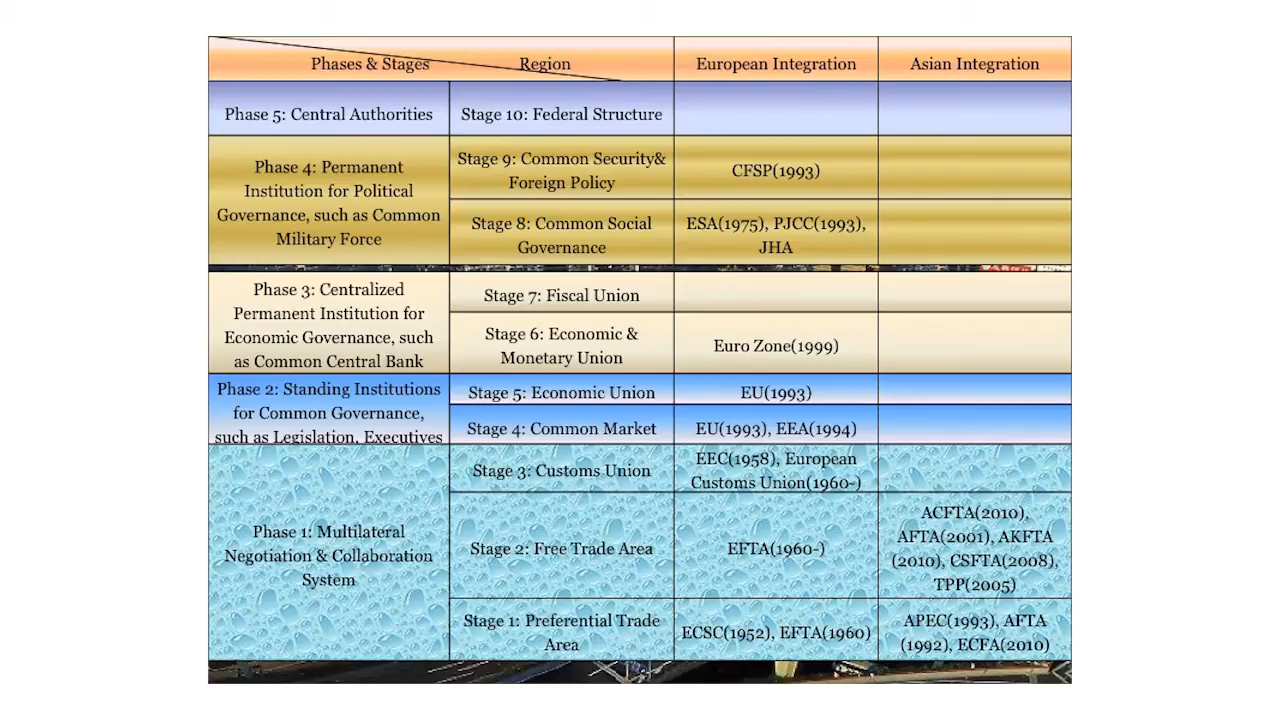 Phases & Stages
Region
European Integration
Asian Integration
Phase 5: Central Authorities
Stage 10: Federal Structure
Phase 4: Permanent
Institution for Political
Governance, such as Common
Military Force
Stage 9: Common Security&
Foreign Policy
CFSP(1993)
Stage 8: Common Social
Governance
ESA(1975), PJCC(1993),
JHA
Phase 3: Centralized
Permanent Institution for
Economic Governance, such
as Common Central Bank
Stage 7: Fiscal Union
Stage 6: Economic &
Monetary Union
Euro Zone(1999)
Phase 2: Standing Institutions
for Common Governance,
such as Legislation, Executives
Stage 5: Economic Union
EU(1993)
Stage 4: Common Market
EU(1993), EEA(1994)
Phase 1: Multilateral
Negotiation & Collaboration
System
Stage 3: Customs Union
EEC(1958), European
Customs Union(1960-)
Stage 2: Free Trade Area
EFTA(1960-)
ACFTA(2010),
AFTA(2001), AKFTA
(2010), CSFTA(2008),
TPP(2005)
Stage 1: Preferential Trade
Area
ECSC(1952), EFTA(1960)
APEC(1993), AFTA
(1992), ECFA(2010)